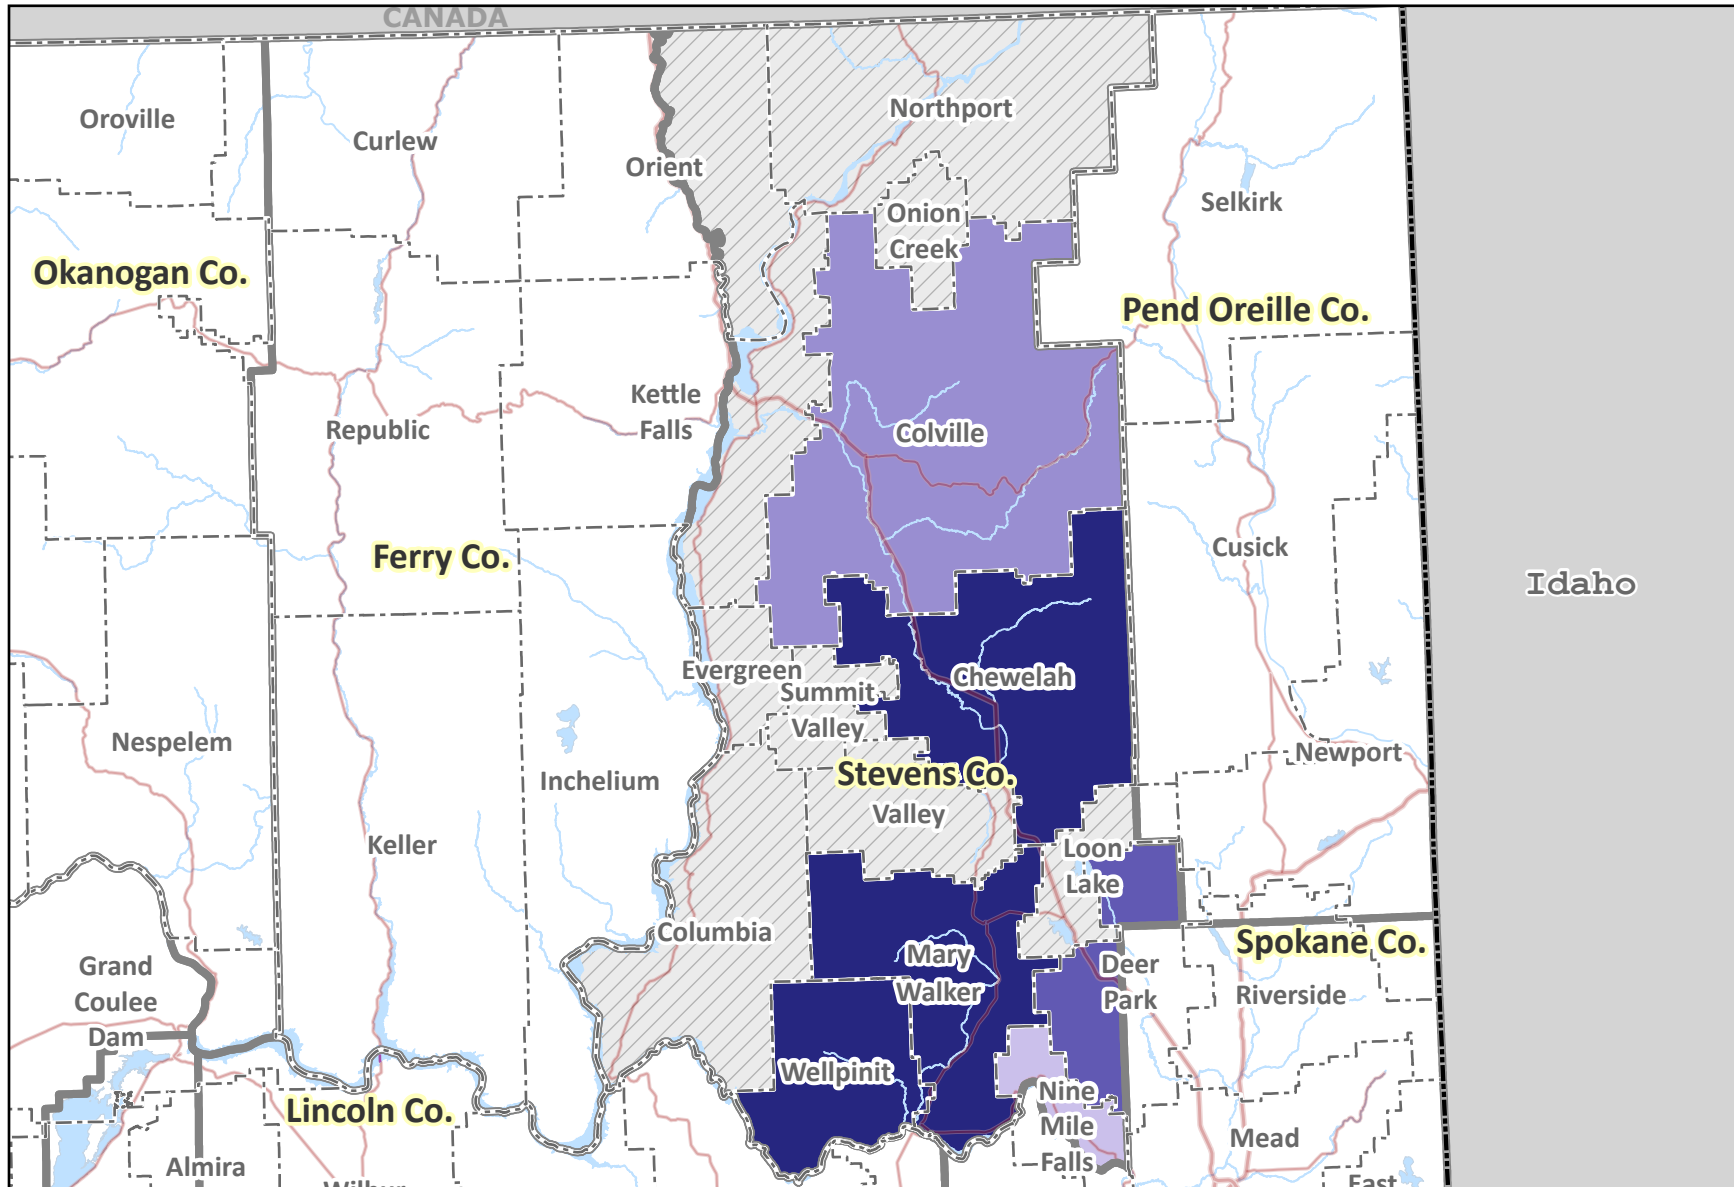 CANADA
Oroville
Curlew
Orient
Northport
Selkirk
Onion
Creek
Okanogan Co.
Pend Oreille Co.
Kettle
Falls
Republic
Colville
Ferry Co.
Cusick
Idaho
Evergreen
Summit
Valley
Chewelah
Nespelem
Newport
Inchelium
Stevens Co.
Valley
Keller
Loon
Lake
Columbia
Mary
Walker
Spokane Co.
Grand
Coulee
Dam
Deer
Park
Riverside
Wellpinit
Nine
Mile
Falls
Lincoln Co.
Mead
Almira
Wilbur
East